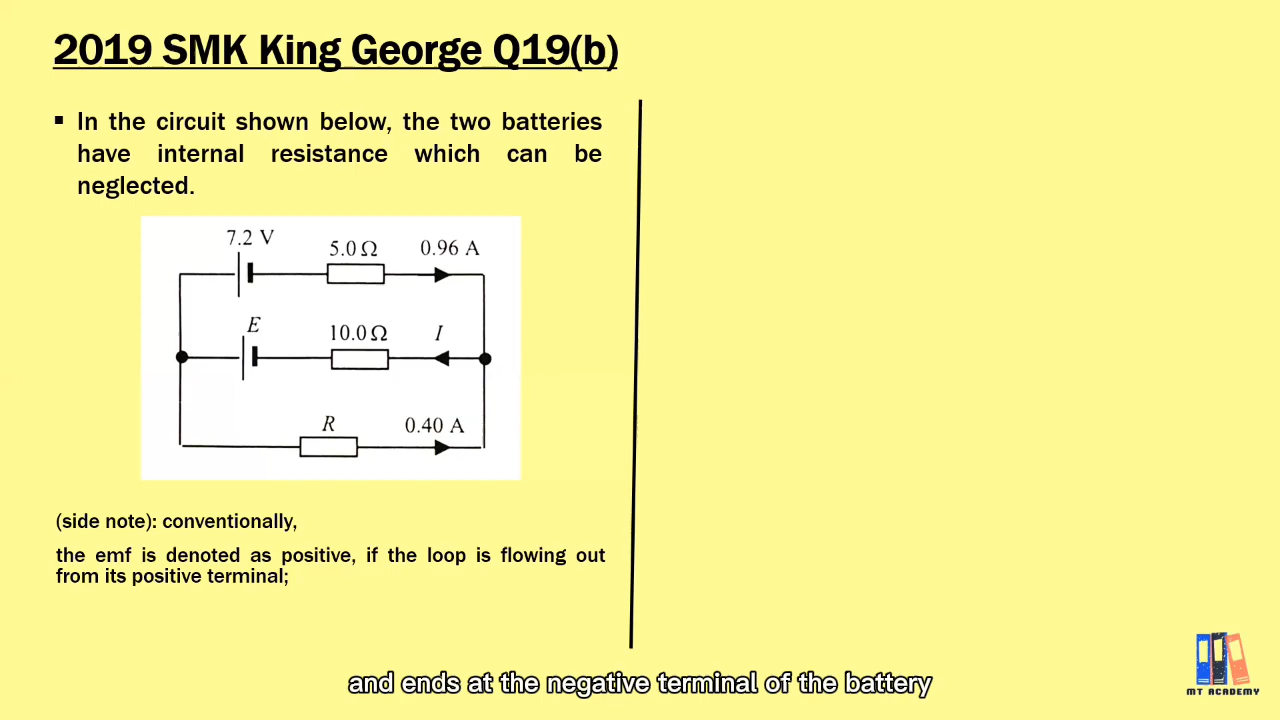 2019 SMK King George Q19(b)
▪ In the circuit shown below, the two batteries
have internal resistance which can be
neglected.
7.2 V
5.0 Ω
0.96 A
E
10.0 Ω
I
R
0.40 A
(side note): conventionally,
the emf is denoted as positive, if the loop is flowing out
from its positive terminal;
and ends at the negative terminal of the battery
MT ACADEMY